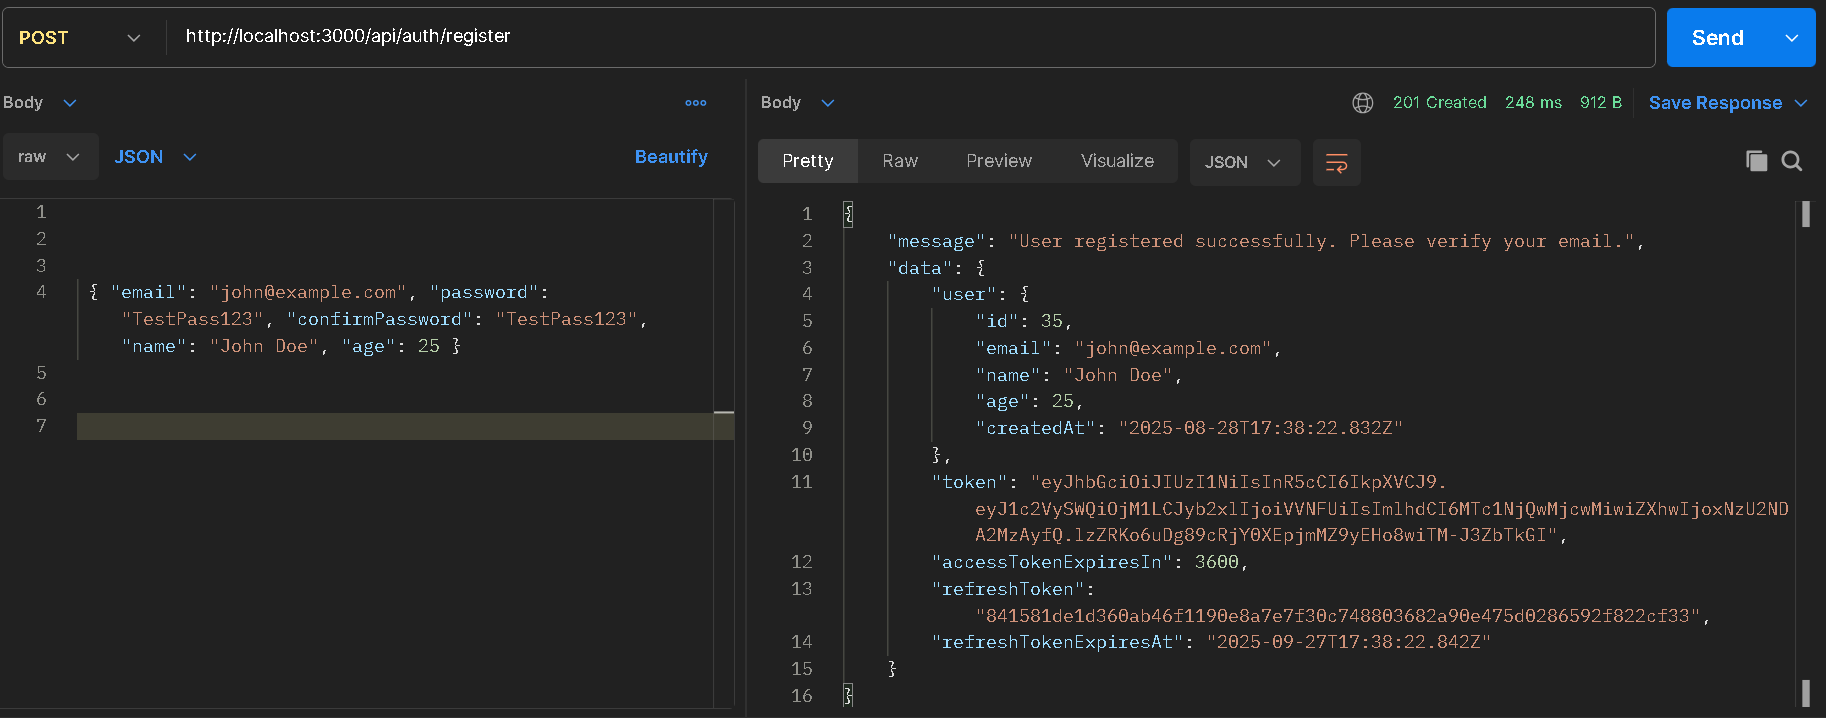 POST
http://localhost:3000/api/auth/register
Send
Body
raw
JSON
Beautify
1
2
3
4 { "email": "john@example.com", "password":
"TestPass123", "confirmPassword": "TestPass123",
"name": "John Doe", "age": 25 }
5
6
7
Body
201 Created 248 ms 912 B Save Response
Pretty Raw Preview Visualize JSON
1 {
2 "message": "User registered successfully. Please verify your email.",
3 "data": {
4 "user": {
5 "id": 35,
6 "email": "john@example.com",
7 "name": "John Doe",
8 "age": 25,
9 "createdAt": "2025-08-28T17:38:22.832Z"
10 },
11 "token": "eyJhbGciOiJIUzI1NiIsInR5cCI6IkpXVCJ9.
eyJ1c2VySWQiOjM1LCJyb2xlIjoiVVNFUiIsImlhdCI6MTc1NjQwMjcwMiwiZXhwIjoxNzU2ND
A2MzAyfQ.lzZRKo6uDg89cRjY0XEpjmMZ9yEHo8wiTM-J3ZbTkGI",
12 "accessTokenExpiresIn": 3600,
13 "refreshToken":
"841581de1d360ab46f1190e8a7e7f30c748803682a90e475d0286592f822cf33",
14 "refreshTokenExpiresAt": "2025-09-27T17:38:22.842Z"
15 }
16 }